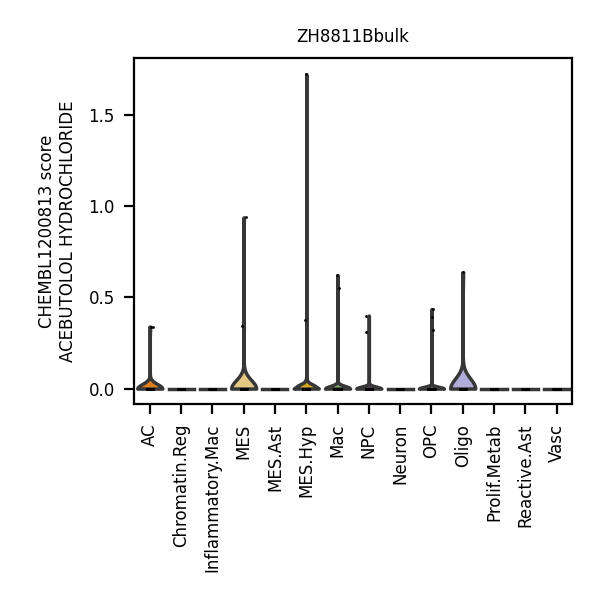 ZH8811Bbulk
CHEMBL1200813 score
ACEBUTOLOL HYDROCHLORIDE
1.5
1.0
0.5
0.0
AC
Chromatin.Reg
Inflammatory.Mac
MES
MES.Ast
MES.Hyp
Mac
NPC
Neuron
OPC
Oligo
Prolif.Metab
Reactive.Ast
Vasc